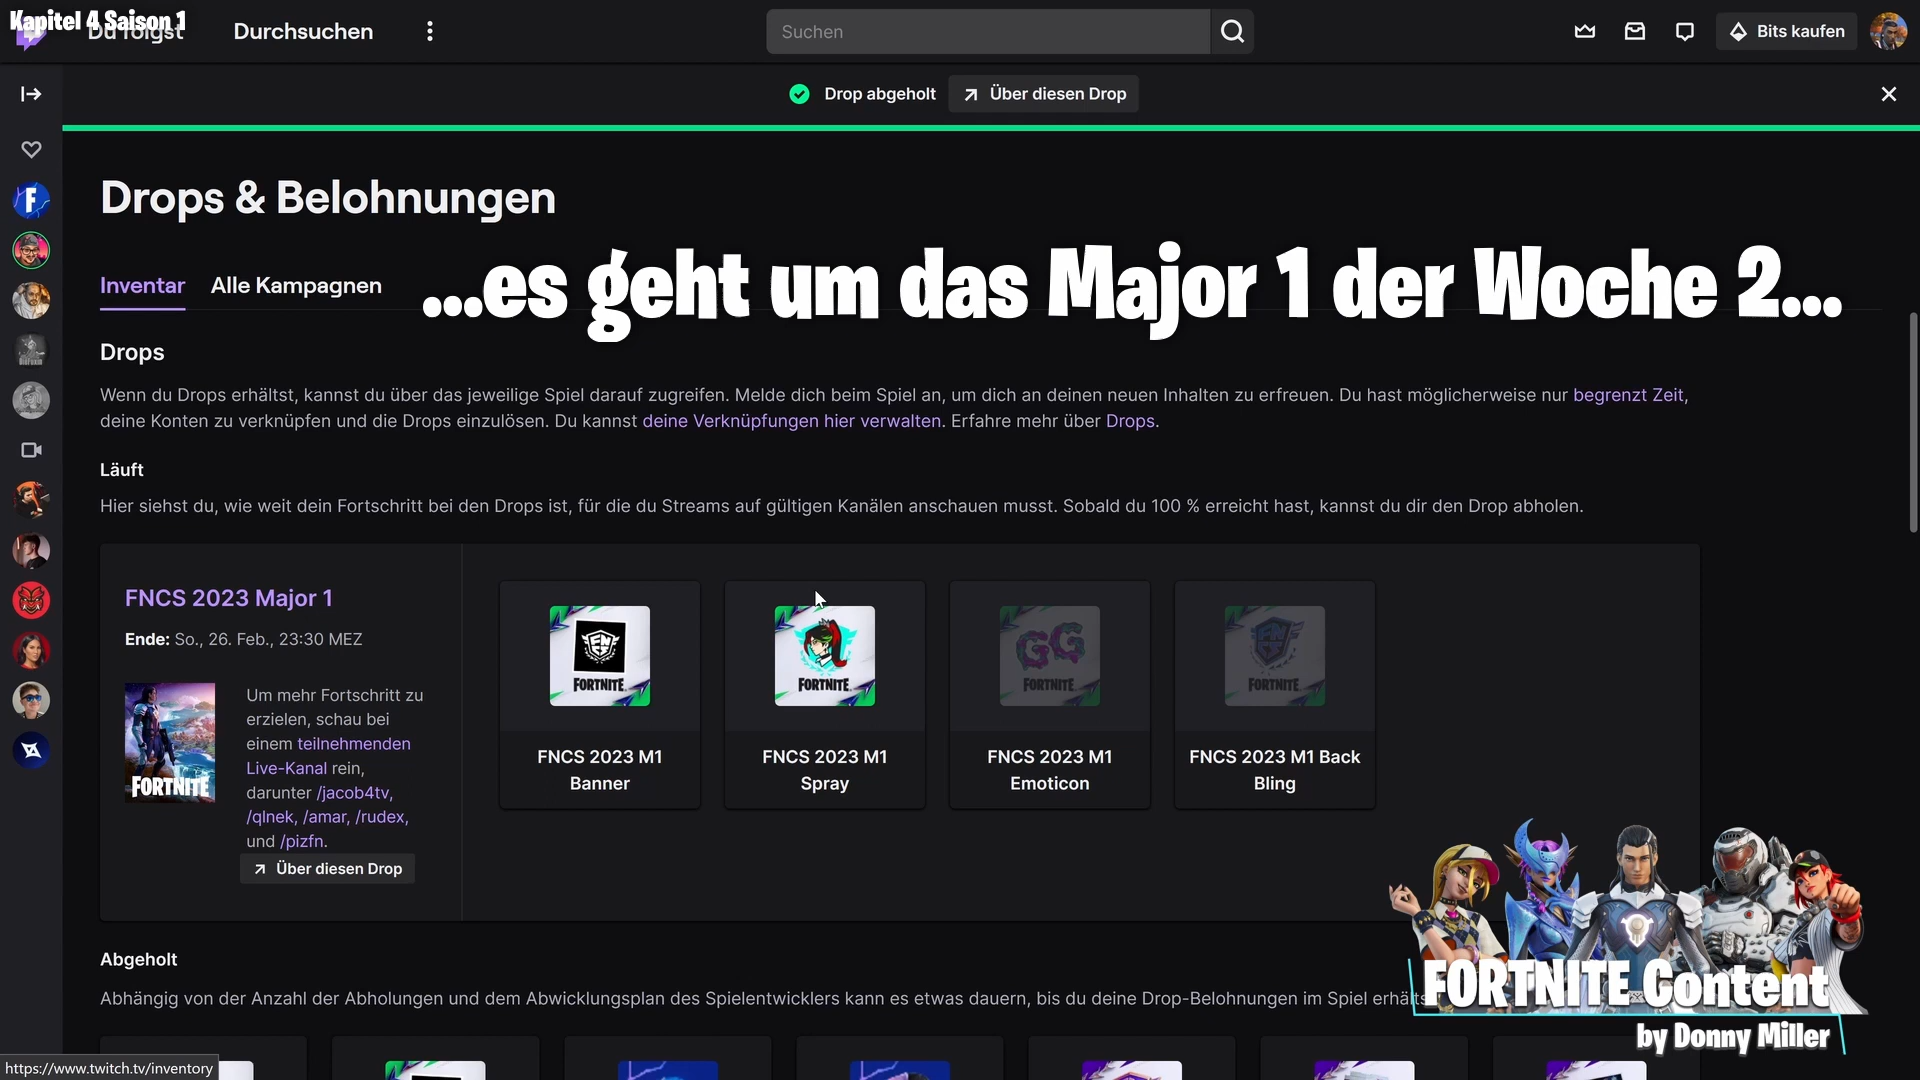 Kapitel 4 Saison 1
Du folgst
Durchsuchen
Suchen
Bits kaufen
Drop abgeholt
Über diesen Drop
Drops & Belohnungen
Inventar
Alle Kampagnen
...es geht um das Major 1 der Woche 2...
Drops
Wenn du Drops erhältst, kannst du über das jeweilige Spiel darauf zugreifen. Melde dich beim Spiel an, um dich an deinen neuen Inhalten zu erfreuen. Du hast möglicherweise nur begrenzt Zeit,
deine Konten zu verknüpfen und die Drops einzulösen. Du kannst deine Verknüpfungen hier verwalten. Erfahre mehr über Drops.
Läuft
Hier siehst du, wie weit dein Fortschritt bei den Drops ist, für die du Streams auf gültigen Kanälen anschauen musst. Sobald du 100 % erreicht hast, kannst du dir den Drop abholen.
FNCS 2023 Major 1
Ende: So., 26. Feb., 23:30 MEZ
FORTNITE
Um mehr Fortschritt zu
erzielen, schau bei
einem teilnehmenden
Live-Kanal rein,
darunter /jacob4tv,
/qlnek, /amar, /rudex,
und /pizfn.
Über diesen Drop
FORTNITE
FNCS 2023 M1
Banner
FORTNITE
FNCS 2023 M1
Spray
GG
FORTNITE
FNCS 2023 M1
Emoticon
FORTNITE
FNCS 2023 M1 Back
Bling
Abgeholt
Abhängig von der Anzahl der Abholungen und dem Abwicklungsplan des Spielentwicklers kann es etwas dauern, bis du deine Drop-Belohnungen im Spiel
FORTNITE Content
by Donny Miller
https://www.twitch.tv/inventory